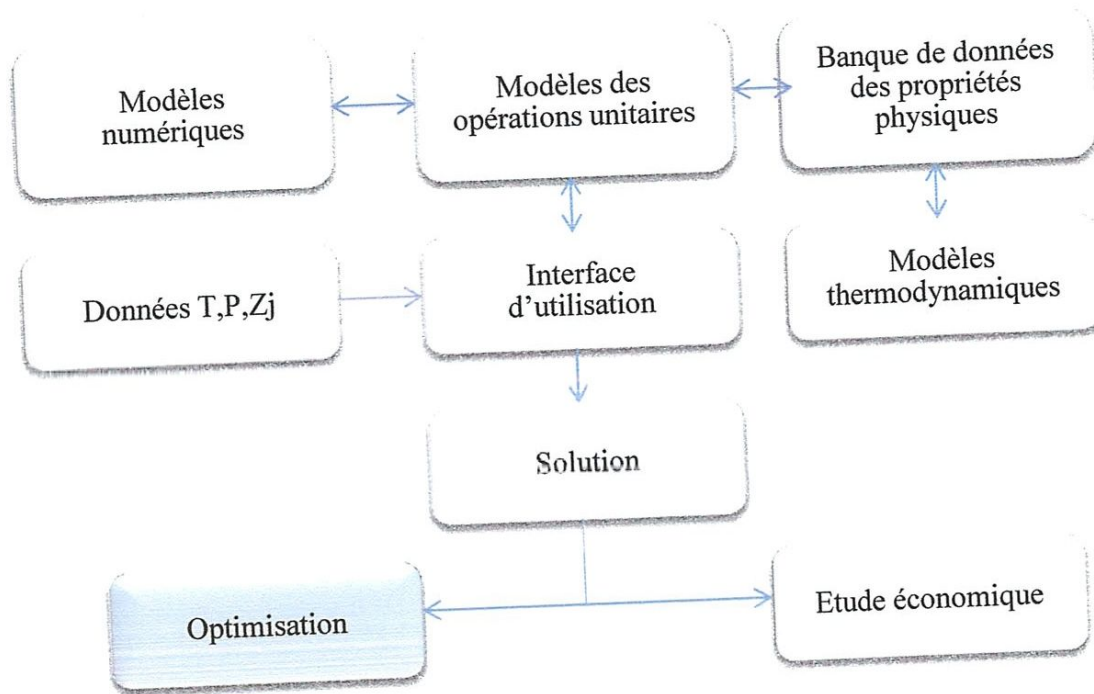 Modèles
numériques
Modèles des
opérations unitaires
Banque de données
des propriétés
physiques
Données T,P,Zj
Interface
d’utilisation
Modèles
thermodynamiques
Solution
Optimisation
Etude économique